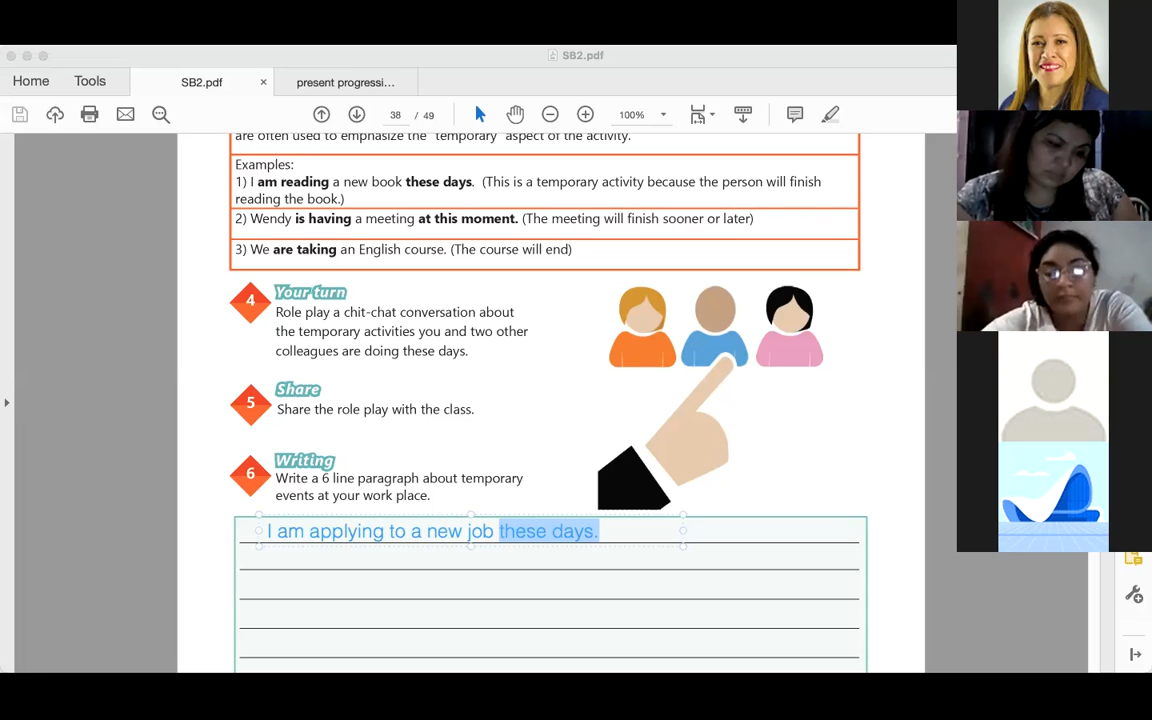 SB2.pdf
Home
Tools
SB2.pdf
×
present progressi...
38 / 49
100%
are often used to emphasize the "temporary" aspect of the activity.
Examples:
1) I am reading a new book these days. (This is a temporary activity because the person will finish
reading the book.)
2) Wendy is having a meeting at this moment. (The meeting will finish sooner or later)
3) We are taking an English course. (The course will end)
4 Your turn
Role play a chit-chat conversation about
the temporary activities you and two other
colleagues are doing these days.
5 Share
Share the role play with the class.
6 Writing
Write a 6 line paragraph about temporary
events at your work place.
I am applying to a new job these days.